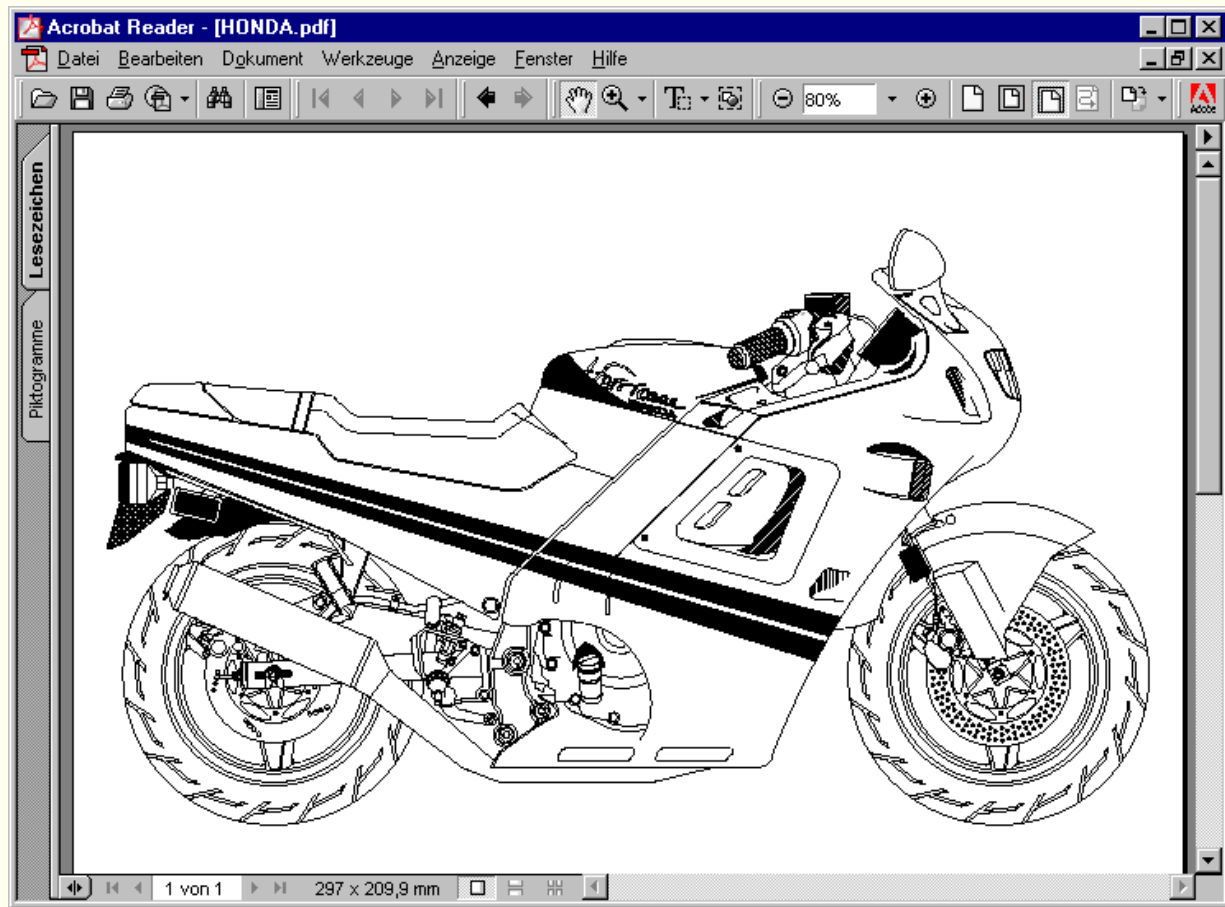 Acrobat Reader - [HONDA.pdf]
Datei Bearbeiten Dokument Werkzeuge Anzeige Fenster Hilfe
80%
Adobe
Lesezeichen
Piktogramme
1 von 1
297 x 209,9 mm